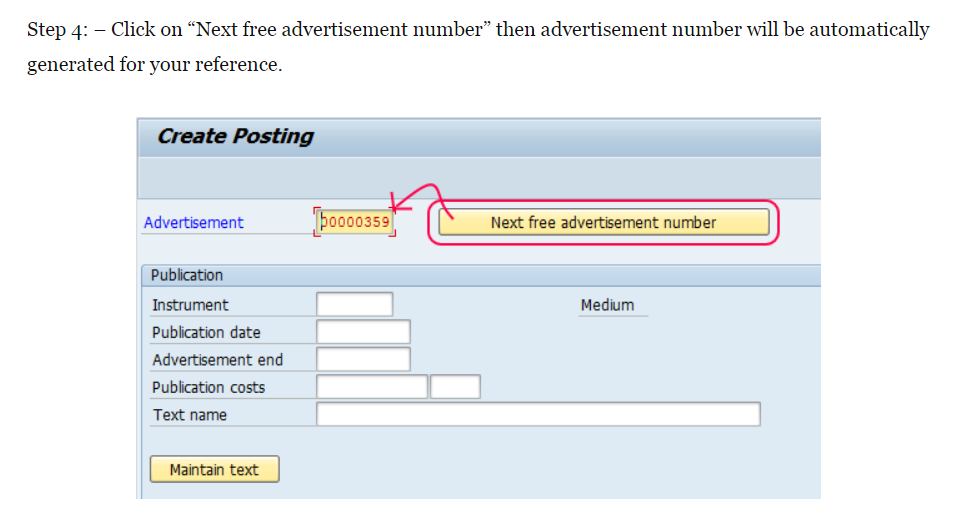 Step 4: – Click on “Next free advertisement number” then advertisement number will be automatically
generated for your reference.
Create Posting
Advertisement 00000359 Next free advertisement number
Publication
Instrument Medium
Publication date
Advertisement end
Publication costs
Text name
Maintain text